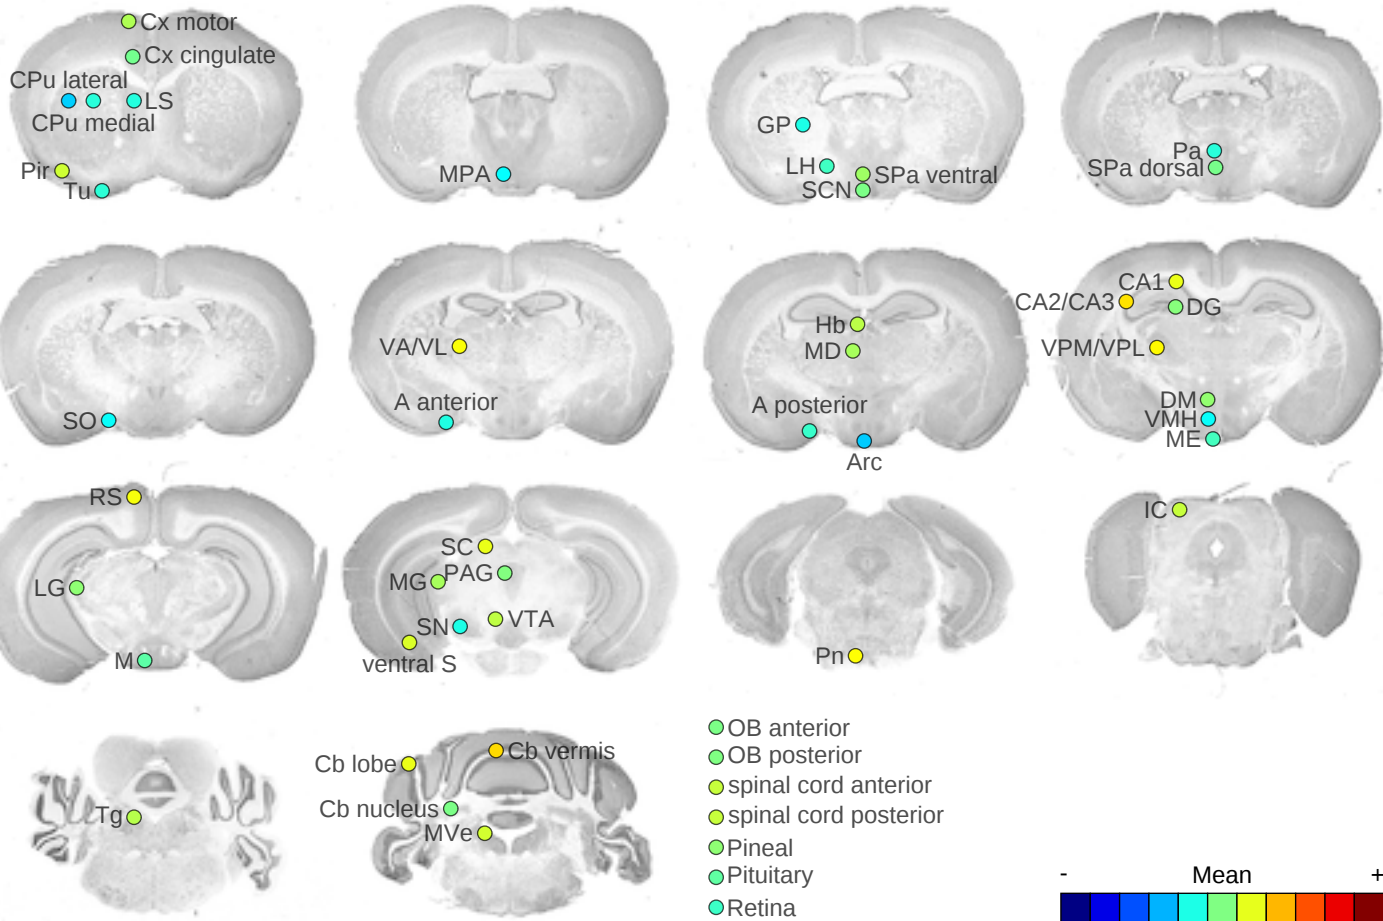 Cx motor
Cx cingulate
CPu lateral
LS
CPu medial
Pir
Tu
MPA
GP
LH
SPa ventral
SCN
Pa
SPa dorsal
SO
VA/VL
A anterior
Hb
MD
A posterior
Arc
CA1
CA2/CA3
DG
VPM/VPL
DM
VMH
ME
RS
LG
M
SC
MG
PAG
SN
VTA
ventral S
Pn
IC
Tg
Cb lobe
Cb vermis
Cb nucleus
MVe
OB anterior
OB posterior
spinal cord anterior
spinal cord posterior
Pineal
Pituitary
Retina
- Mean +